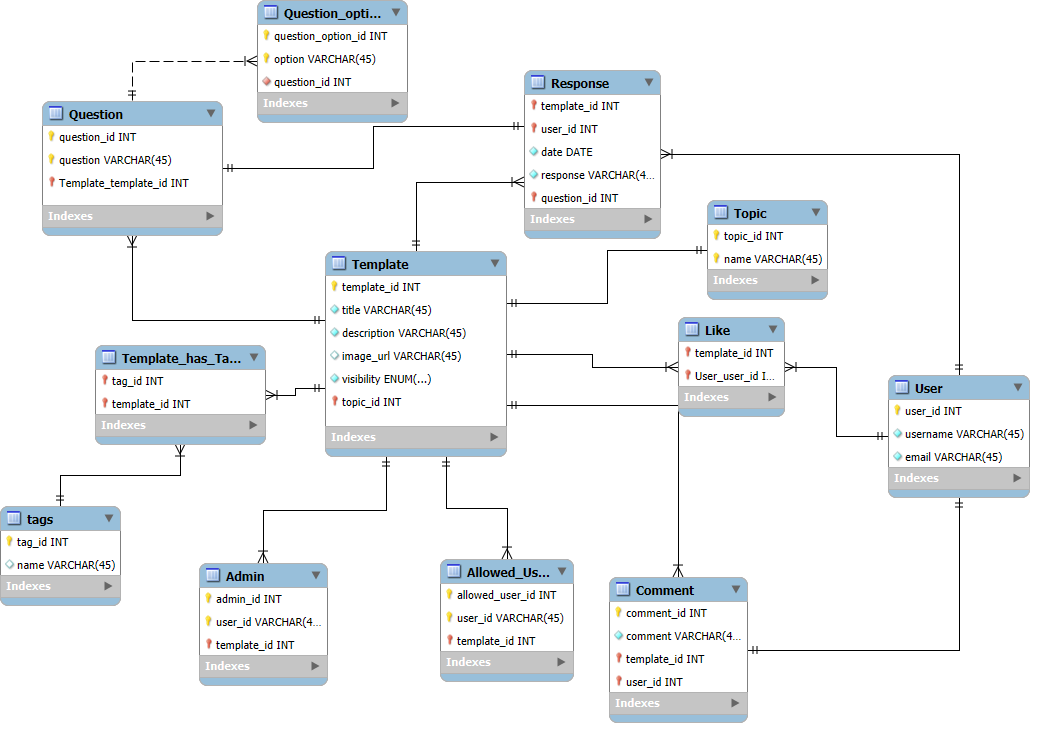 Question_opti...
question_option_id INT
option VARCHAR(45)
question_id INT
Indexes
Question
question_id INT
question VARCHAR(45)
Template_template_id INT
Indexes
Response
template_id INT
user_id INT
date DATE
response VARCHAR(4...
question_id INT
Indexes
Topic
topic_id INT
name VARCHAR(45)
Indexes
Template
template_id INT
title VARCHAR(45)
description VARCHAR(45)
image_url VARCHAR(45)
visibility ENUM(...)
topic_id INT
Indexes
Like
template_id INT
User_user_id I...
Indexes
Template_has_Ta...
tag_id INT
template_id INT
Indexes
User
user_id INT
username VARCHAR(45)
email VARCHAR(45)
Indexes
tags
tag_id INT
name VARCHAR(45)
Indexes
Admin
admin_id INT
user_id VARCHAR(4...
template_id INT
Indexes
Allowed_Us...
allowed_user_id INT
user_id VARCHAR(45)
template_id INT
Indexes
Comment
comment_id INT
comment VARCHAR(4...
template_id INT
user_id INT
Indexes